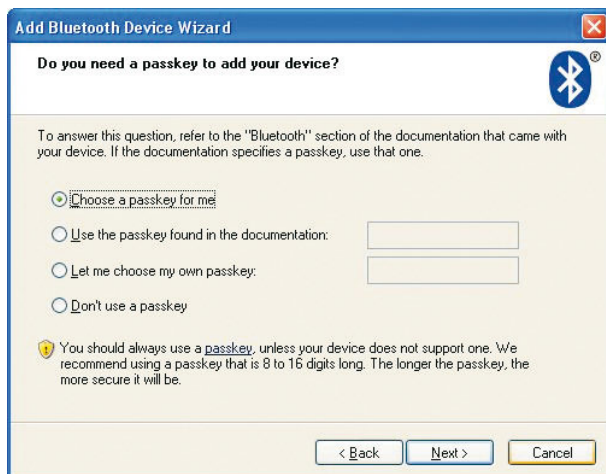 Add Bluetooth Device Wizard
Do you need a passkey to add your device?
®
To answer this question, refer to the "Bluetooth" section of the documentation that came with
your device. If the documentation specifies a passkey, use that one.
Choose a passkey for me
Use the passkey found in the documentation:
Let me choose my own passkey:
Don't use a passkey
You should always use a passkey, unless your device does not support one. We
recommend using a passkey that is 8 to 16 digits long. The longer the passkey, the
more secure it will be.
< Back Next > Cancel